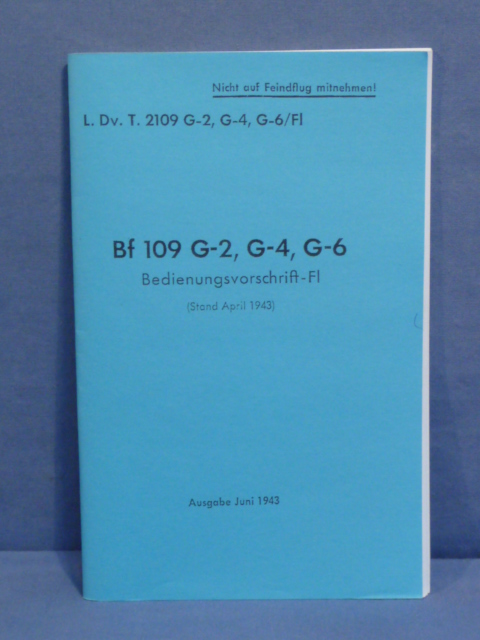 Nicht auf Feindflug mitnehmen!
L. Dv. T. 2109 G-2, G-4, G-6/Fl
Bf 109 G-2, G-4, G-6
Bedienungsvorschrift-Fl
(Stand April 1943)
Ausgabe Juni 1943